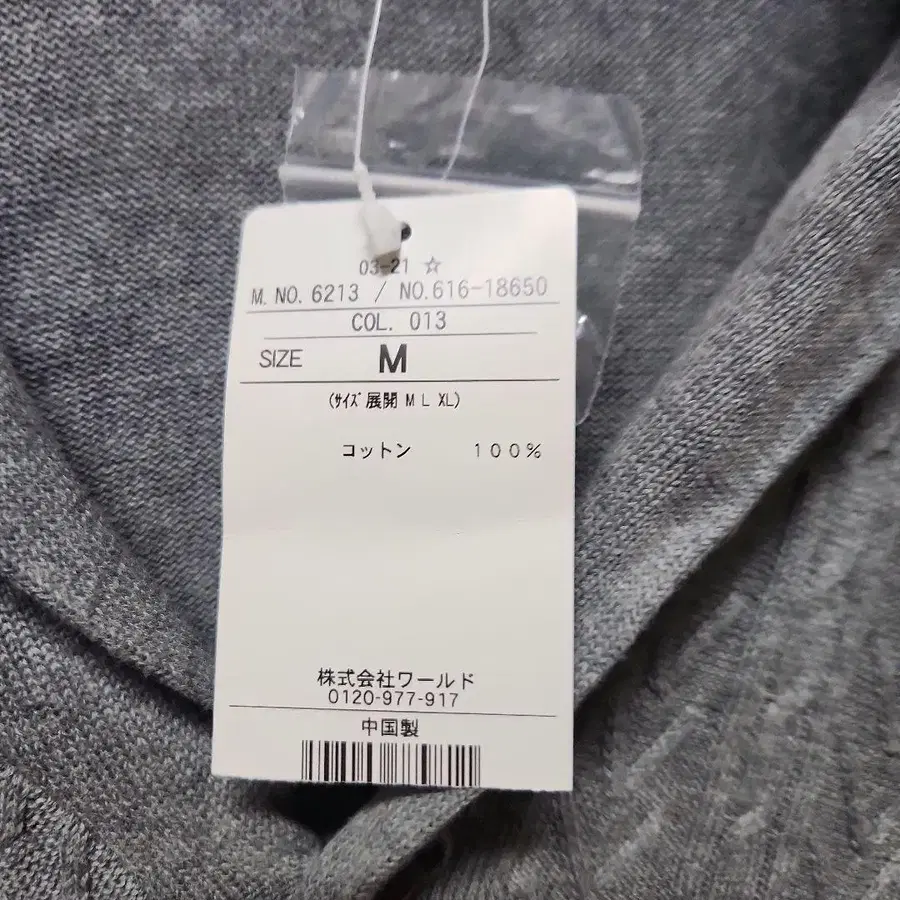 03-21 ☆
M. NO. 6213 / NO.616-18650
COL. 013
SIZE M
(ｻｲｽﾞ展開 M L XL)
コットン 100%
株式会社ワールド
0120-977-917
中国製